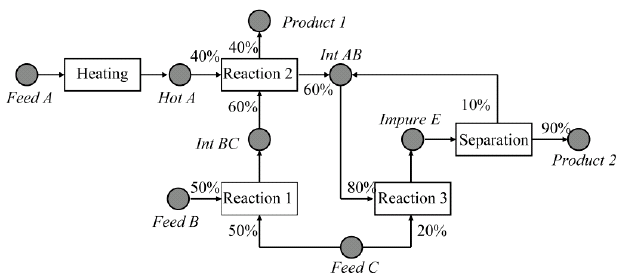 Product 1
40%
Int AB
Heating
40%
Reaction 2
60%
Feed A
Hot A
60%
10%
Impure E
Int BC
Separation
90%
Product 2
50%
Reaction 1
80%
Reaction 3
Feed B
50%
20%
Feed C